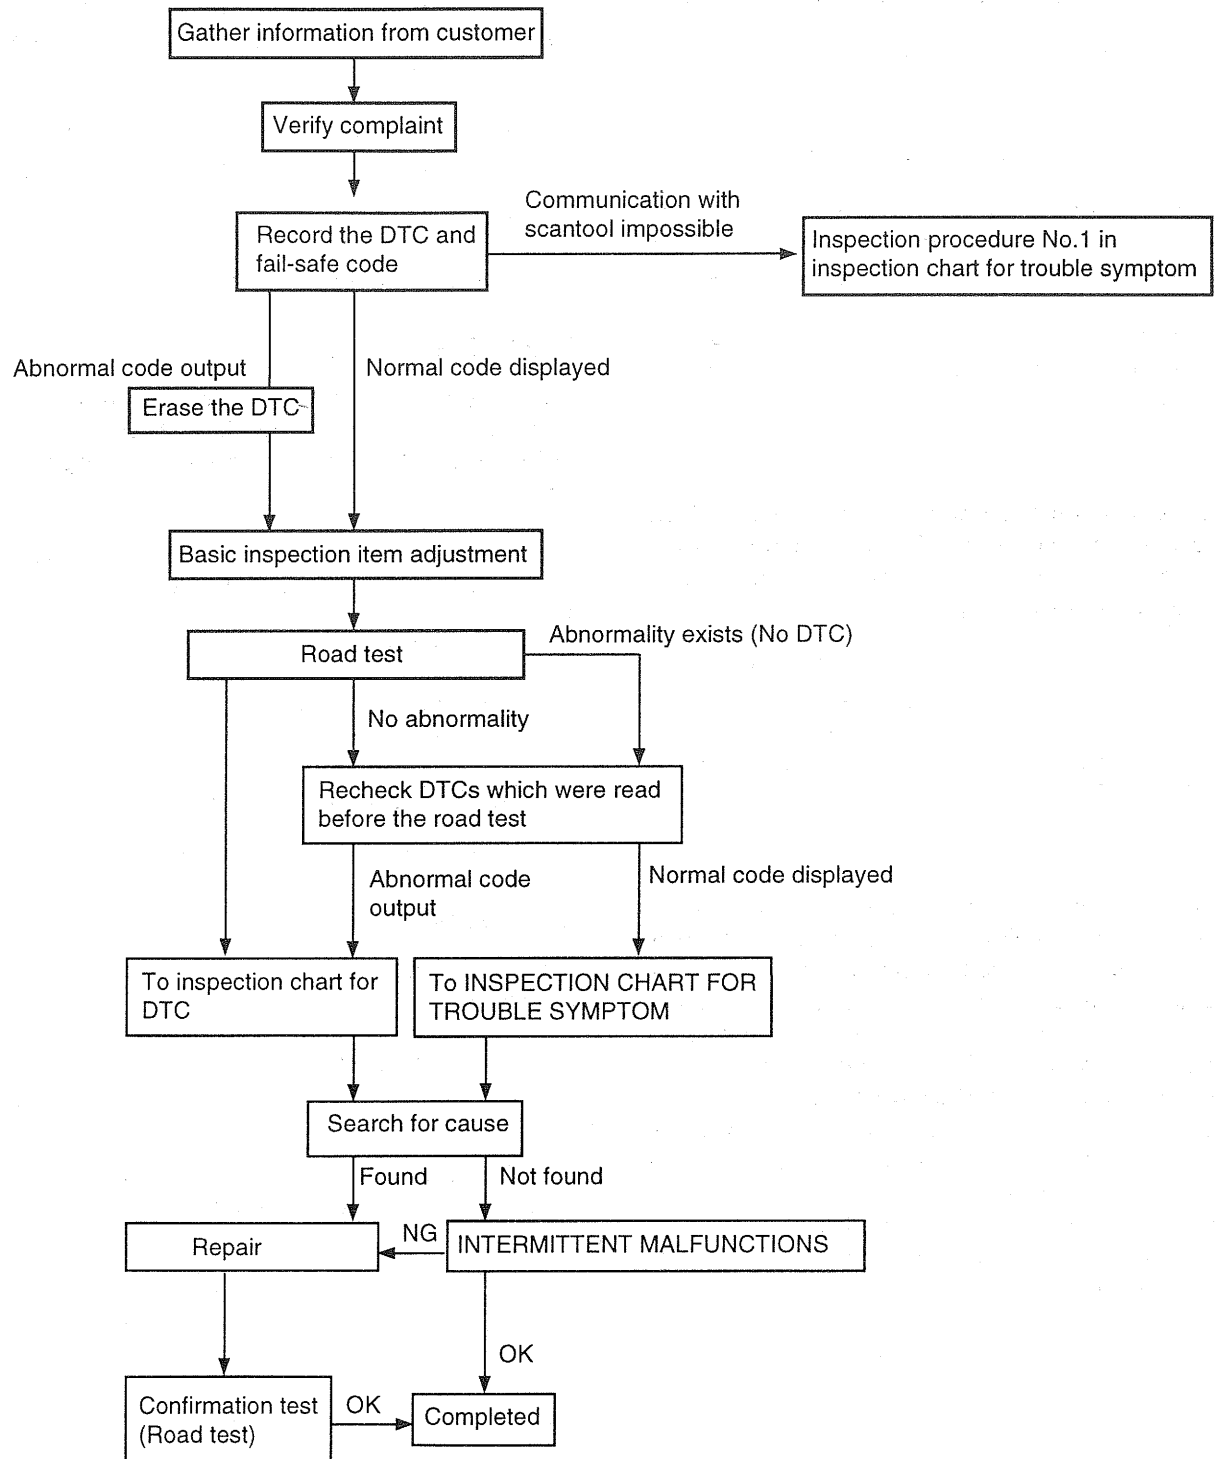 Gather information from customer
Verify complaint
Communication with
scantool impossible
Record the DTC and
fail-safe code
Inspection procedure No.1 in
inspection chart for trouble symptom
Abnormal code output
Normal code displayed
Erase the DTC
Basic inspection item adjustment
Abnormality exists (No DTC)
Road test
No abnormality
Recheck DTCs which were read
before the road test
Abnormal code
output
Normal code displayed
To inspection chart for
DTC
To INSPECTION CHART FOR
TROUBLE SYMPTOM
Search for cause
Found
Not found
Repair
NG
INTERMITTENT MALFUNCTIONS
OK
Confirmation test
(Road test)
OK
Completed